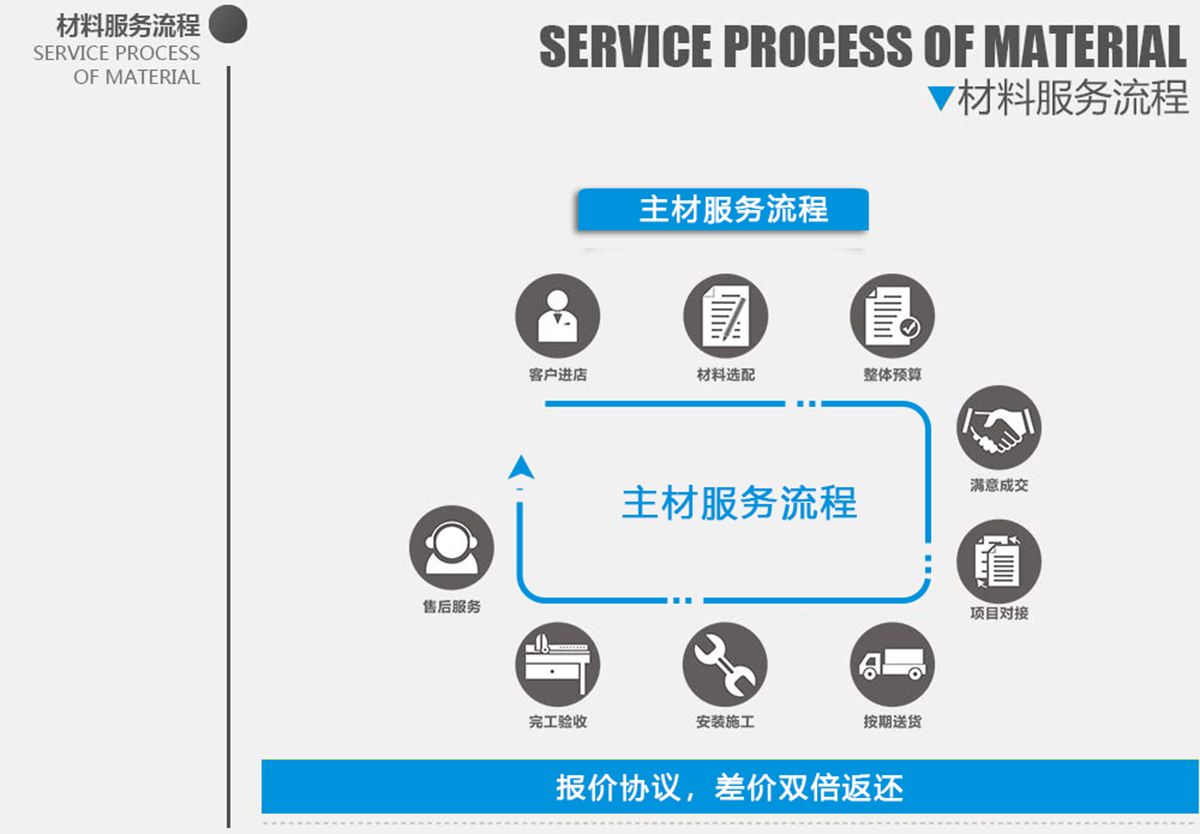 材料服务流程
SERVICE PROCESS
OF MATERIAL
SERVICE PROCESS OF MATERIAL
▼材料服务流程
主材服务流程
客户进店
材料选配
整体预算
满意成交
主材服务流程
项目对接
售后服务
完工验收
安装施工
按期送货
报价协议，差价双倍返还